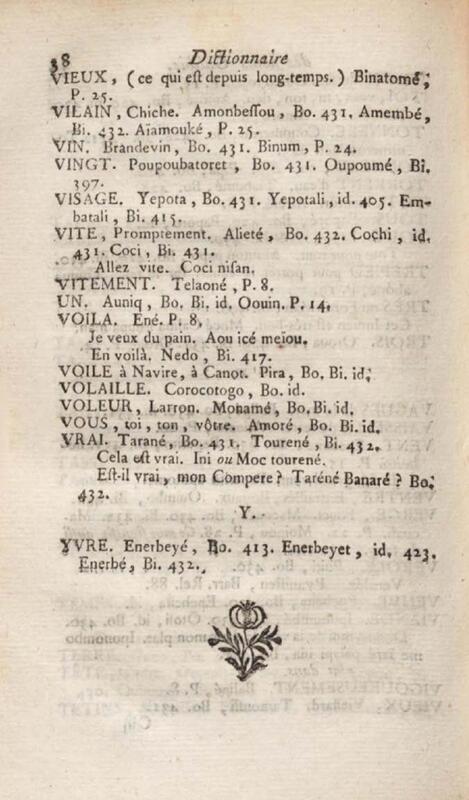 38 Dictionnaire
VIEUX, (ce qui est depuis long-temps.) Binatomé,
P. 25.
VILAIN, Chiche. Amonbessou, Bo. 431. Amembé,
Bi. 432. Aïamouké, P. 25.
VIN. Brandevin, Bo. 431. Binum, P. 24.
VINGT. Poupoubatoret, Bo. 431. Oupoumé, Bi.
397.
VISAGE. Yepota, Bo. 431. Yepotali, id. 405. Em-
batali, Bi. 415.
VITE, Promptement. Alieté, Bo. 432. Cochi, id.
431. Coci, Bi. 431.
Allez vite. Coci nisan.
VITEMENT. Telaoné, P. 8.
UN. Auniq, Bo. Bi. id. Oouin. P. 14.
VOILA. Ené. P. 8.
Je veux du pain. Aou icé meiou.
En voilà. Nedo, Bi. 417.
VOILE à Navire, à Canot. Pira, Bo. Bi. id.
VOLAILLE. Corocotogo, Bo. id.
VOLEUR, Larron. Monamé, Bo. Bi. id.
VOUS, toi, ton, vôtre. Amoré, Bo. Bi. id.
VRAI. Tarané, Bo. 431. Tourené, Bi. 432.
Cela est vrai. Ini ou Moc tourené.
Est-il vrai, mon Compere? Taréné Banaré? Bo.
432.
Y.
YVRE. Enerbeyé, Bo. 413. Enerbeyet, id. 423.
Enerbé, Bi. 432.